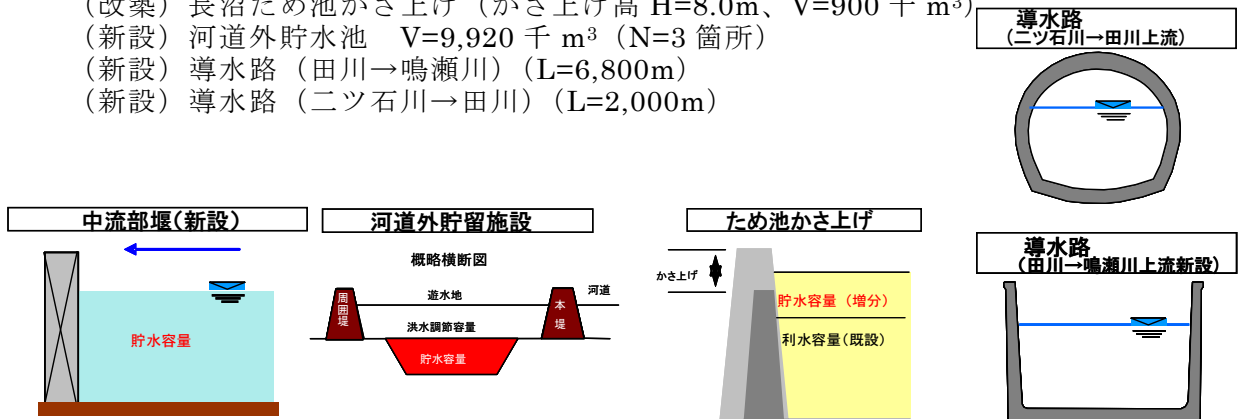 （改築）長沼ため池かさ上げ（かさ上げ高 H=8.0m、V=900 千 m³）
（新設）河道外貯水池　V=9,920 千 m³（N=3 箇所）
（新設）導水路（田川→鳴瀬川）（L=6,800m）
（新設）導水路（二ツ石川→田川）（L=2,000m）
導水路
（二ツ石川→田川上流）
中流部堰（新設）
貯水容量
河道外貯留施設
概略横断図
周囲堤
遊水地
本堤
河道
洪水調節容量
貯水容量
ため池かさ上げ
かさ上げ
貯水容量（増分）
利水容量（既設）
導水路
（田川→鳴瀬川上流新設）